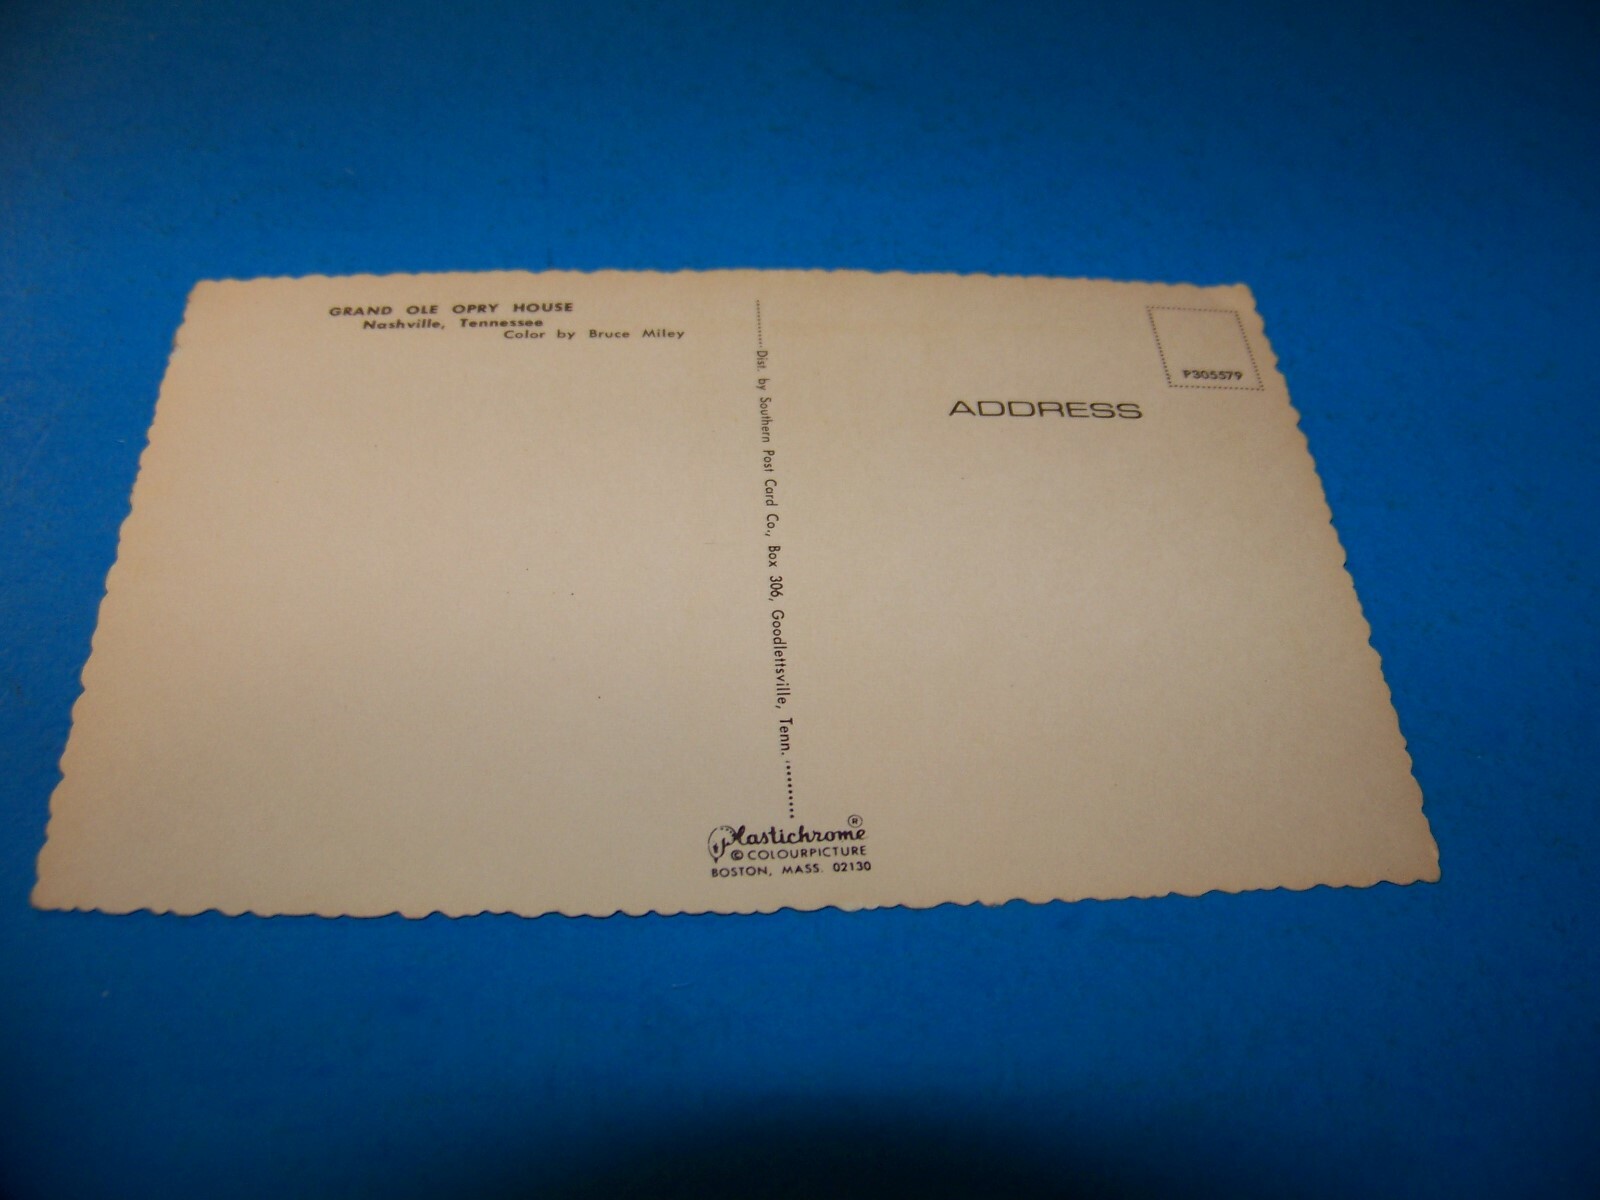 GRAND OLE OPRY HOUSE
Nashville, Tennessee
Color by Bruce Miley
Dist. by Southern Post Card Co., Box 306, Goodlettsville, Tenn.
P305579
ADDRESS
Plastichrome ®
© COLOURPICTURE
BOSTON, MASS. 02130